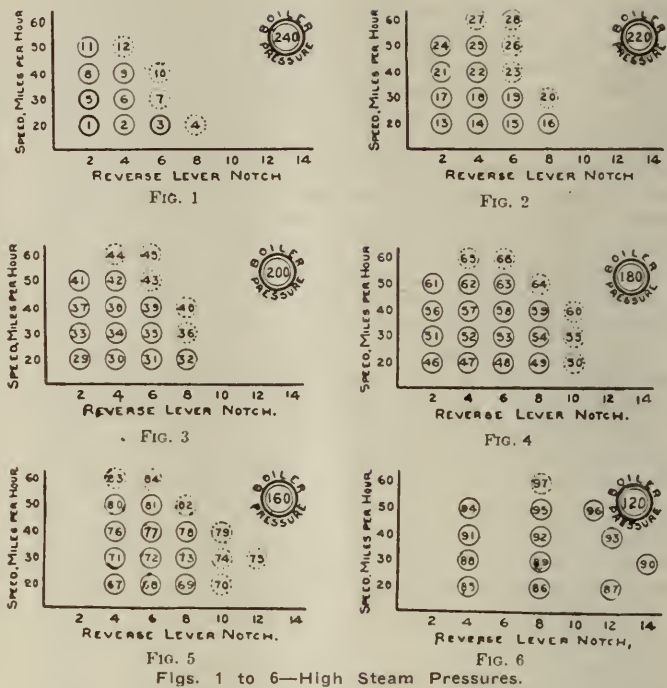 SPEED, MILES PER HOUR
BOILER PRESSURE
240
60
50 11 12
40 8 9 10
30 5 6 7
20 1 2 3 4
2 4 6 8 10 12 14
REVERSE LEVER NOTCH
FIG. 1
SPEED, MILES PER HOUR
BOILER PRESSURE
220
60 27 28
50 24 25 26
40 21 22 23
30 17 18 19 20
20 13 14 15 16
2 4 6 8 10 12 14
REVERSE LEVER NOTCH
FIG. 2
SPEED, MILES PER HOUR
BOILER PRESSURE
200
60 44 45
50 41 42 43
40 37 38 39 40
30 33 34 35 36
20 29 30 31 32
2 4 6 8 10 12 14
REVERSE LEVER NOTCH.
FIG. 3
SPEED, MILES PER HOUR
BOILER PRESSURE
180
60 65 66
50 61 62 63 64
40 56 57 58 59 60
30 51 52 53 54 55
20 46 47 48 49 50
2 4 6 8 10 12 14
REVERSE LEVER NOTCH.
FIG. 4
SPEED, MILES PER HOUR
BOILER PRESSURE
160
60 83 84
50 80 81 82
40 76 77 78 79
30 71 72 73 74 75
20 67 68 69 70
2 4 6 8 10 12 14
REVERSE LEVER NOTCH.
FIG. 5
SPEED, MILES PER HOUR
BOILER PRESSURE
120
60 97
50 94 95 96
40 91 92 93
30 88 89 90
20 85 86 87
2 4 6 8 10 12 14
REVERSE LEVER NOTCH,
FIG. 6
Figs. 1 to 6—High Steam Pressures.